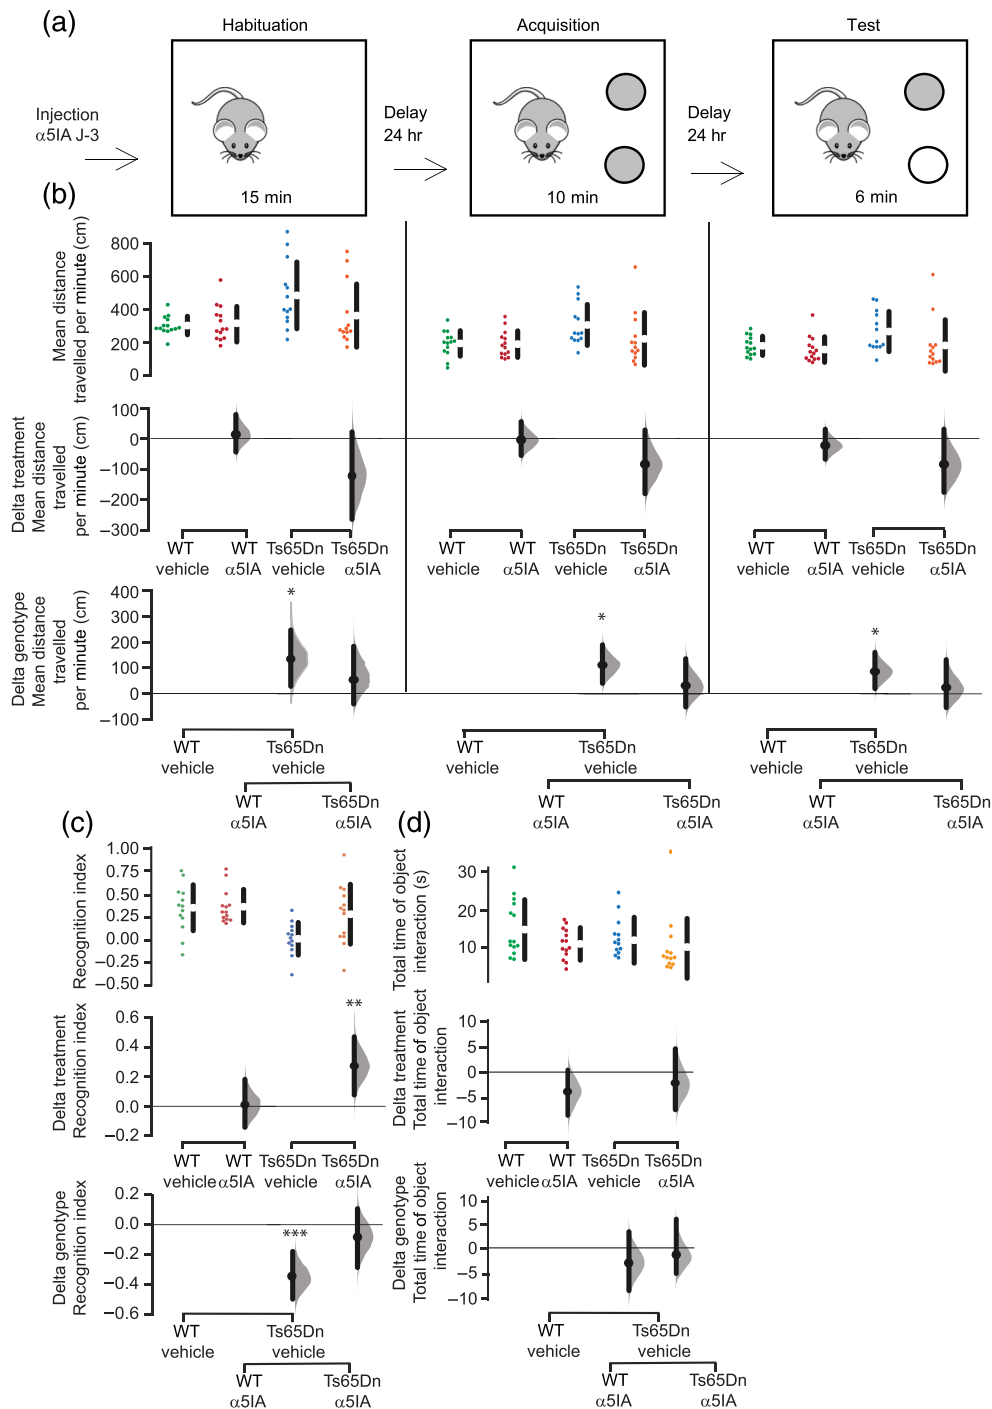 (a)
Habituation
Acquisition
Test
Injection
α5IA J-3
Delay
24 hr
Delay
24 hr
15 min
10 min
6 min
(b)
Mean distance
travelled per minute (cm)
800
600
400
200
0
Delta treatment
Mean distance
travelled
per minute (cm)
100
0
−100
−200
−300
WT
vehicle
WT
α5IA
Ts65Dn
vehicle
Ts65Dn
α5IA
WT
vehicle
WT
α5IA
Ts65Dn
vehicle
Ts65Dn
α5IA
WT
vehicle
WT
α5IA
Ts65Dn
vehicle
Ts65Dn
α5IA
Delta genotype
Mean distance
travelled
per minute (cm)
400
300
200
100
0
−100
*
*
*
WT
vehicle
Ts65Dn
vehicle
WT
α5IA
Ts65Dn
α5IA
WT
vehicle
Ts65Dn
vehicle
WT
α5IA
Ts65Dn
α5IA
WT
vehicle
Ts65Dn
vehicle
WT
α5IA
Ts65Dn
α5IA
(c)
Recognition index
1.00
0.75
0.50
0.25
0.00
−0.25
−0.50
Delta treatment
Recognition index
0.6
0.4
0.2
0.0
−0.2
**
WT
vehicle
WT
α5IA
Ts65Dn
vehicle
Ts65Dn
α5IA
Delta genotype
Recognition index
0.2
0.0
−0.2
−0.4
−0.6
***
WT
vehicle
Ts65Dn
vehicle
WT
α5IA
Ts65Dn
α5IA
(d)
Total time of object
interaction (s)
30
20
10
Delta treatment
Total time of object
interaction
10
5
0
−5
−10
WT
vehicle
WT
α5IA
Ts65Dn
vehicle
Ts65Dn
α5IA
Delta genotype
Total time of object
interaction
10
5
0
−5
−10
WT
vehicle
Ts65Dn
vehicle
WT
α5IA
Ts65Dn
α5IA